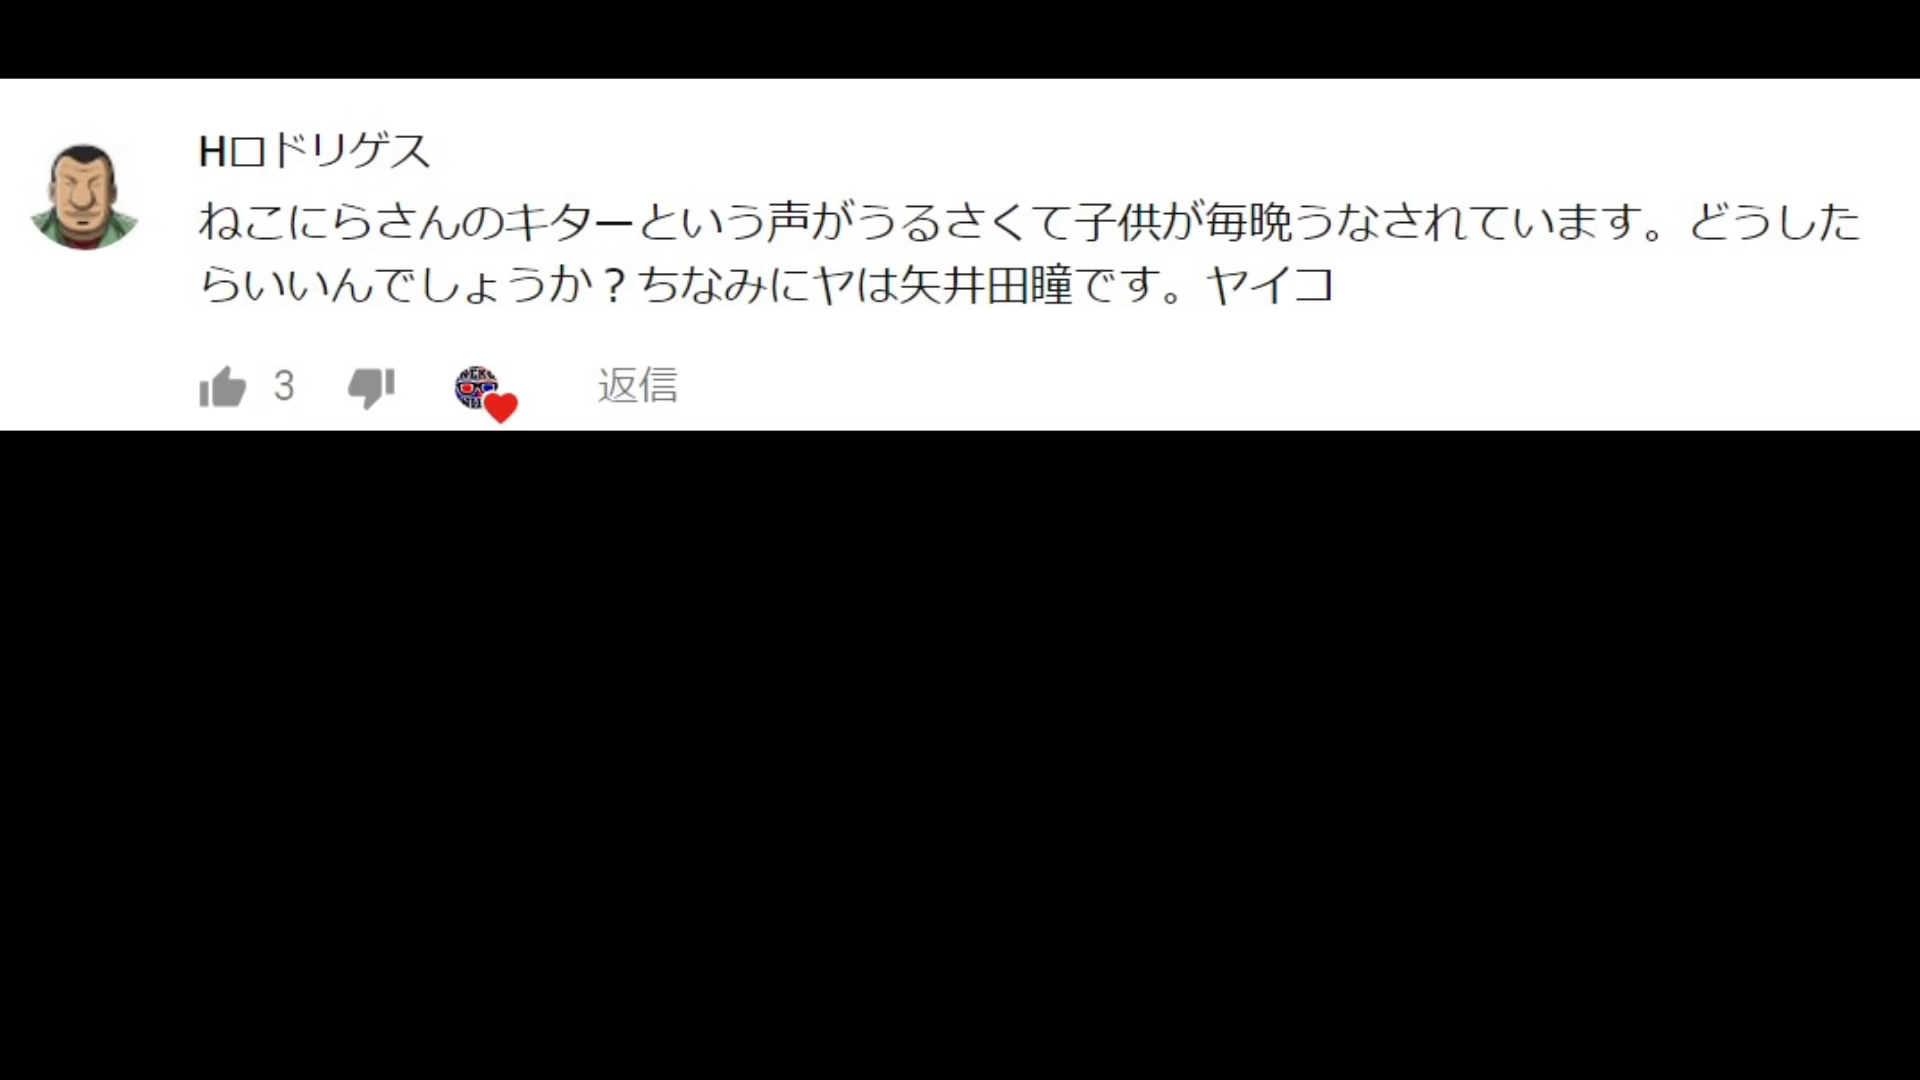 Hロドリゲス
ねこにらさんのキターという声がうるさくて子供が毎晩うなされています。どうした
らいいんでしょうか？ちなみにヤは矢井田瞳です。ヤイコ
3
返信